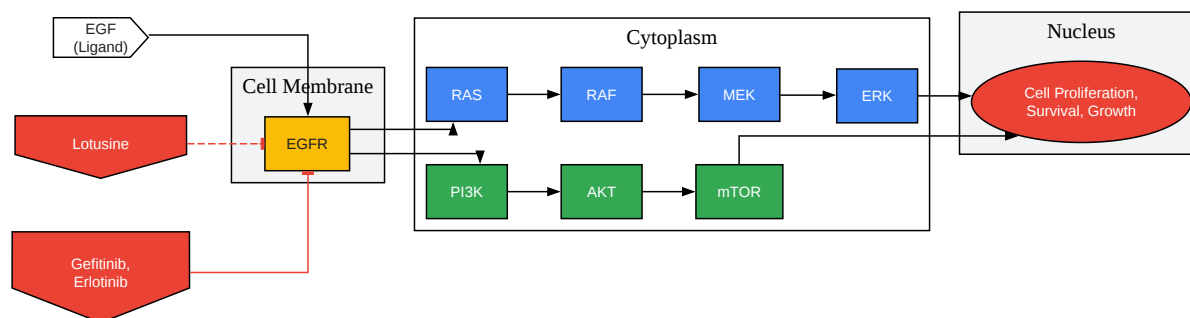 EGF
(Ligand)
Cell Membrane
EGFR
Lotusine
Gefitinib,
Erlotinib
Cytoplasm
RAS
RAF
MEK
ERK
PI3K
AKT
mTOR
Nucleus
Cell Proliferation,
Survival, Growth